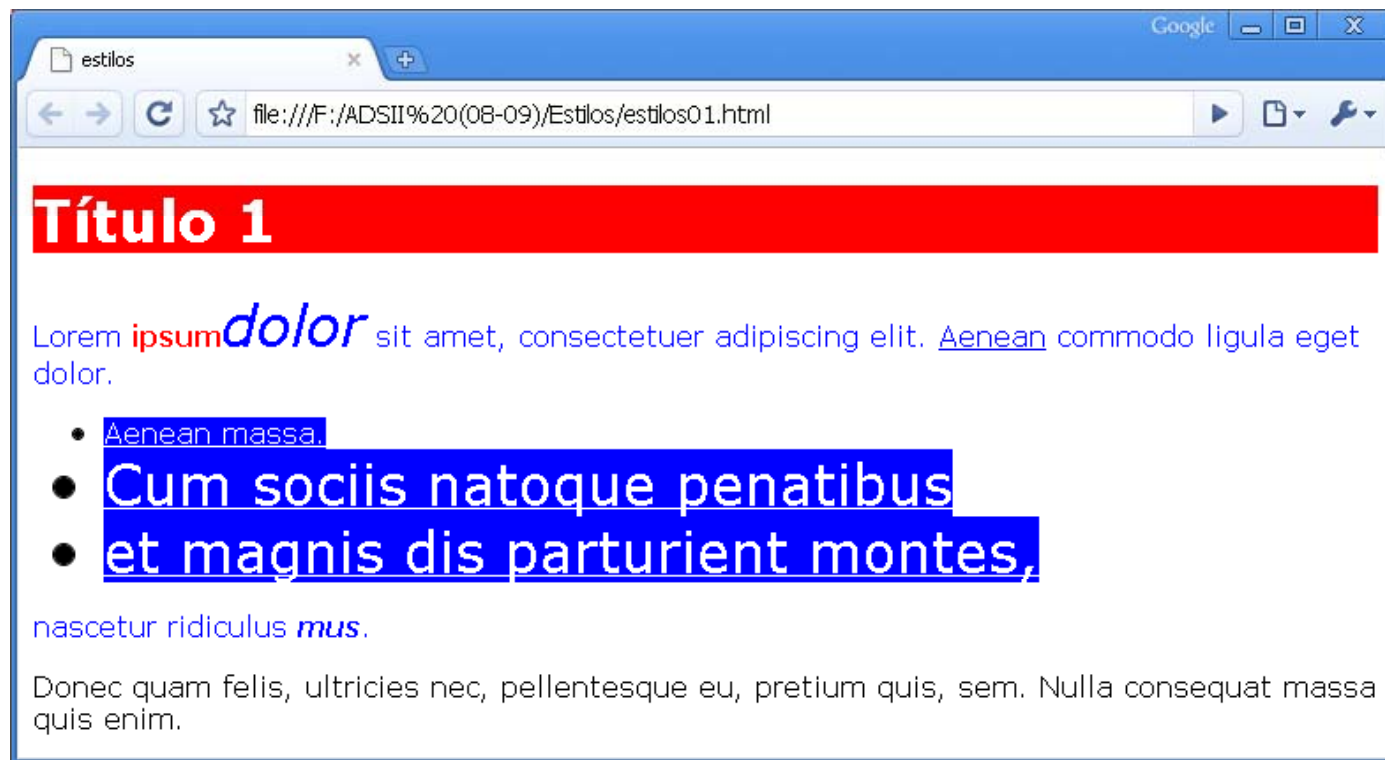 Google
estilos
file:///F:/ADSII%20(08-09)/Estilos/estilos01.html
Título 1
Lorem ipsumdolor sit amet, consectetuer adipiscing elit. Aenean commodo ligula eget
dolor.
Aenean massa.
Cum sociis natoque penatibus
et magnis dis parturient montes,
nascetur ridiculus mus.
Donec quam felis, ultricies nec, pellentesque eu, pretium quis, sem. Nulla consequat massa
quis enim.